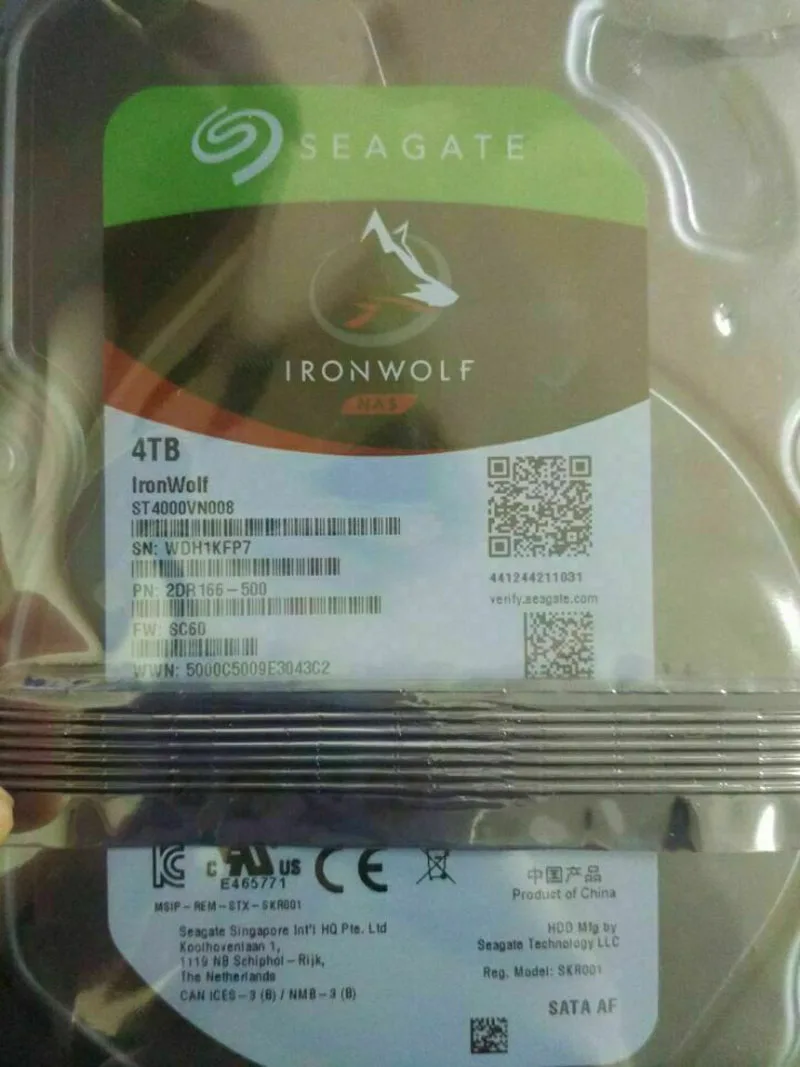 SEAGATE
IRONWOLF
NAS
4TB
IronWolf
ST4000VN008
SN: WDH1KFP7
PN: 2DR166-500
FW: SC60
WWN: 5000C5009E3043C2
441244211031
verify.seagate.com
c US
E465771
CE
MSIP-REM-STX-SKR001
Seagate Singapore Int'l HQ Pte. Ltd
Koolhovenlaan 1,
1119 NB Schiphol-Rijk,
The Netherlands
CAN ICES-3 (B) / NMB-3 (B)
中国产品
Product of China
HDD Mfg by
Seagate Technology LLC
Reg. Model: SKR001
SATA AF